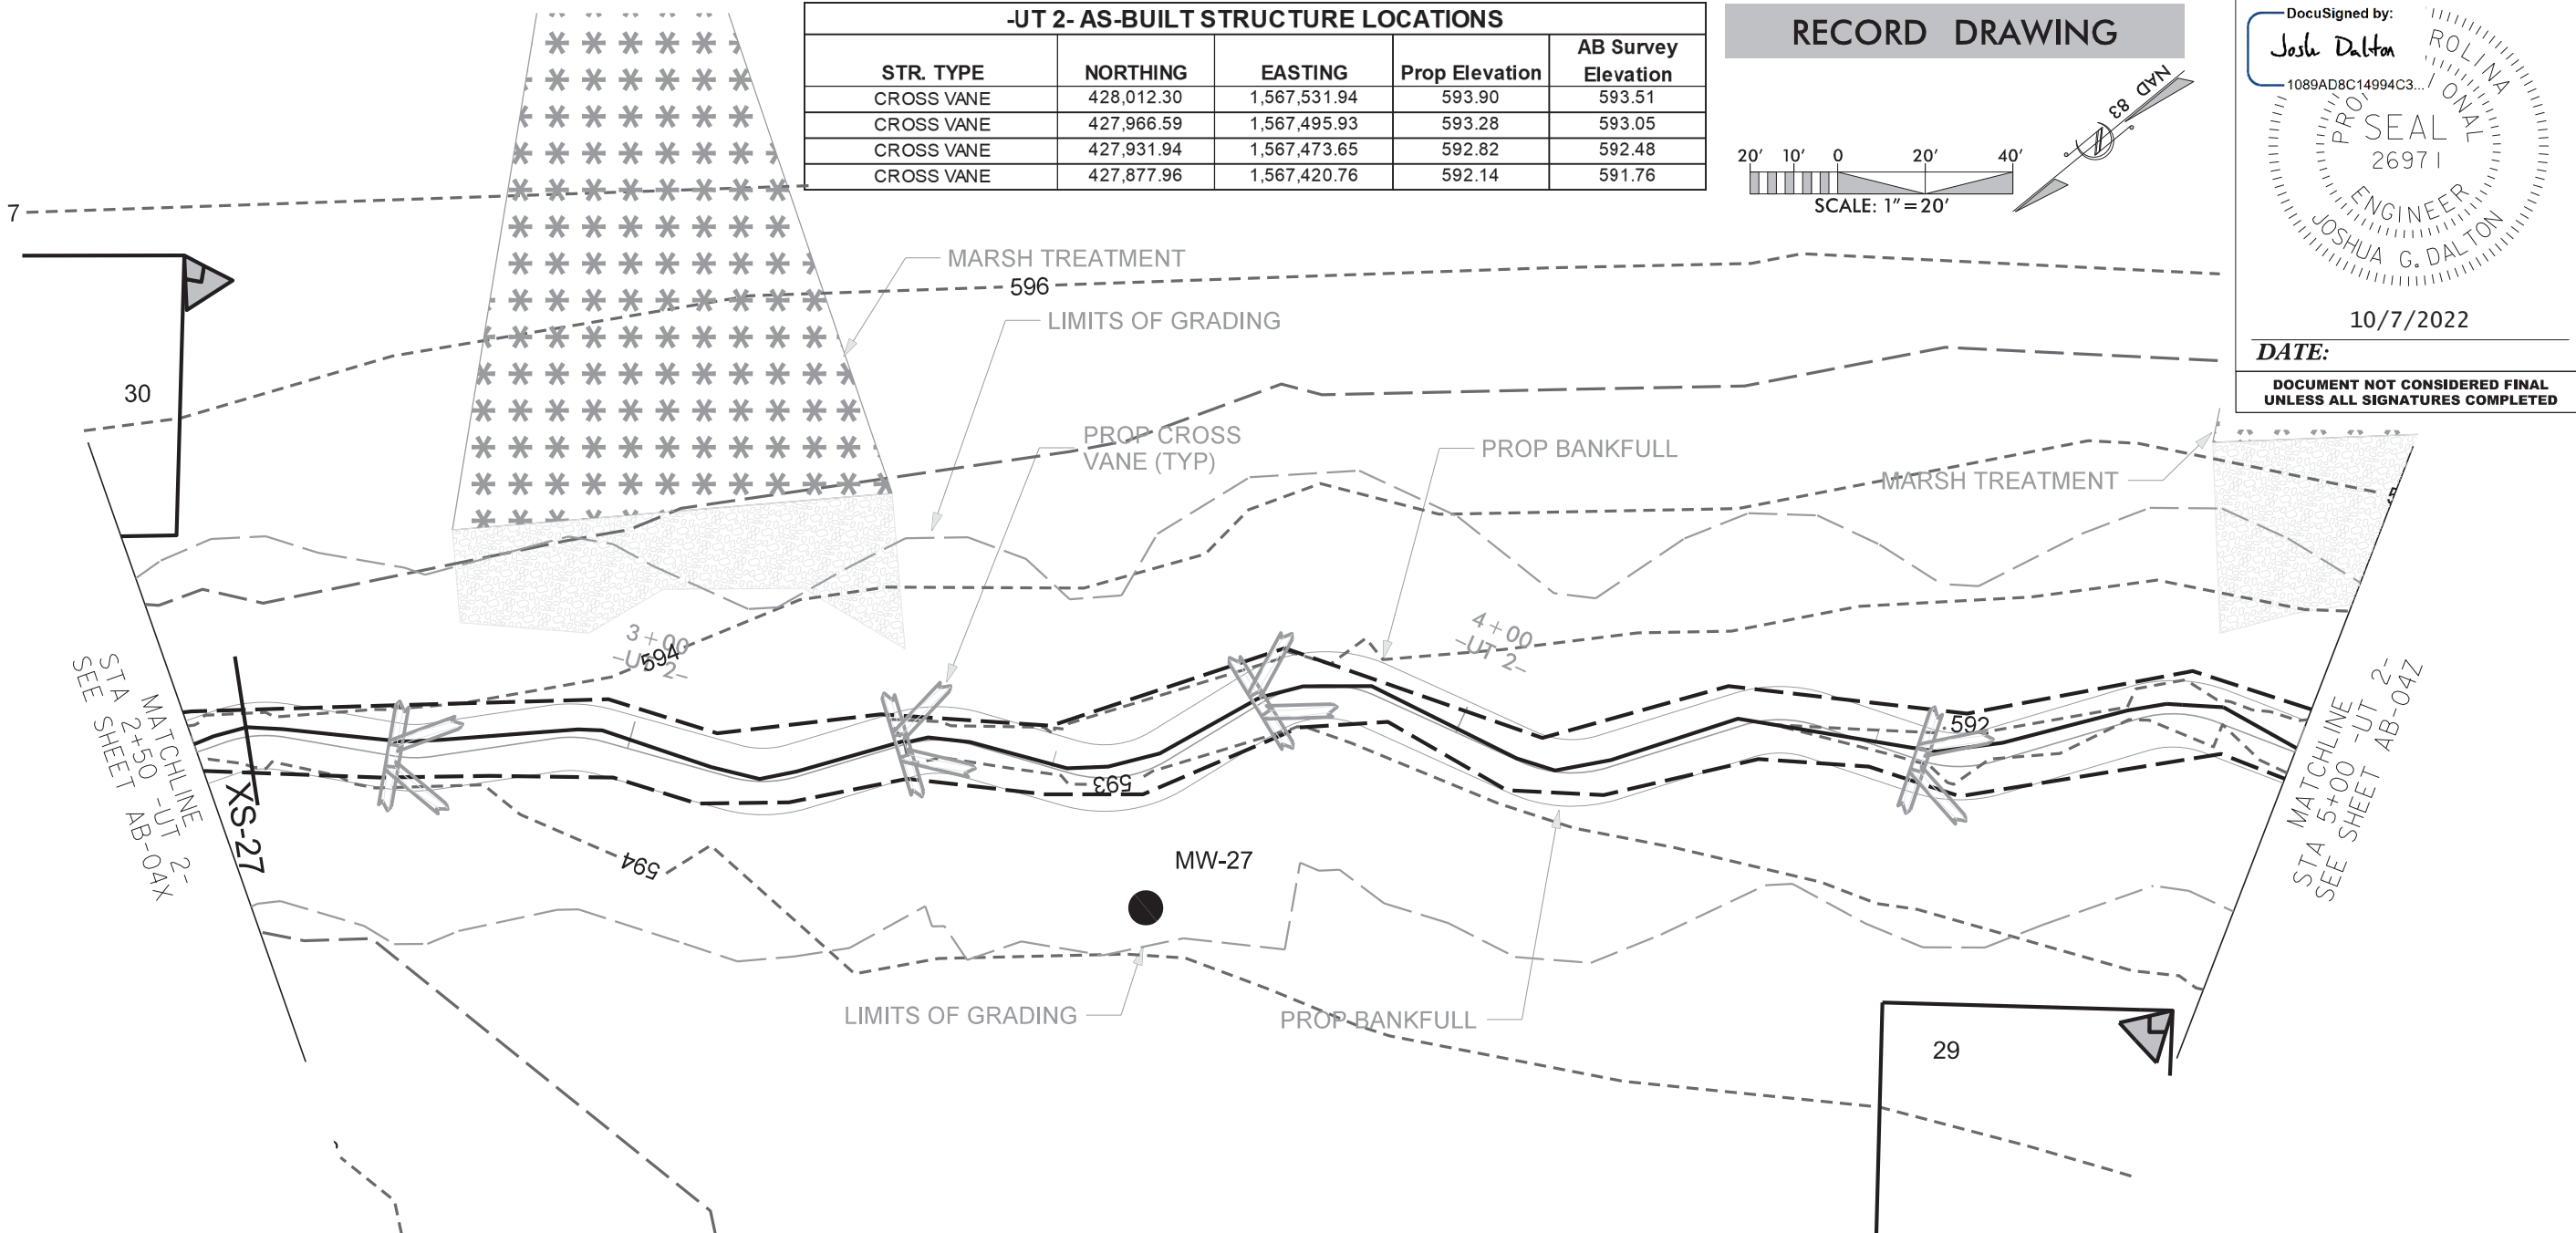 -UT 2- AS-BUILT STRUCTURE LOCATIONS
STR. TYPE NORTHING EASTING Prop Elevation AB Survey Elevation
CROSS VANE 428,012.30 1,567,531.94 593.90 593.51
CROSS VANE 427,966.59 1,567,495.93 593.28 593.05
CROSS VANE 427,931.94 1,567,473.65 592.82 592.48
CROSS VANE 427,877.96 1,567,420.76 592.14 591.76
RECORD DRAWING
NAD 83
20' 10' 0 20' 40'
SCALE: 1"=20'
DocuSigned by:
Josh Dalton
1089AD8C14994C3...
ROLINA
PRO
ONAL
SEAL
26971
ENGINEER
JOSHUA G. DALTON
10/7/2022
DATE:
DOCUMENT NOT CONSIDERED FINAL
UNLESS ALL SIGNATURES COMPLETED
7
MARSH TREATMENT
596
LIMITS OF GRADING
30
PROP CROSS
VANE (TYP)
PROP BANKFULL
MARSH TREATMENT
3+00
-UT 2-
594
4+00
-UT 2-
MATCHLINE
STA 2+50 -UT 2-
SEE SHEET AB-04X
XS-27
592
593
594
MW-27
MATCHLINE
STA 5+00 -UT 2-
SEE SHEET AB-04Z
LIMITS OF GRADING
PROP BANKFULL
29